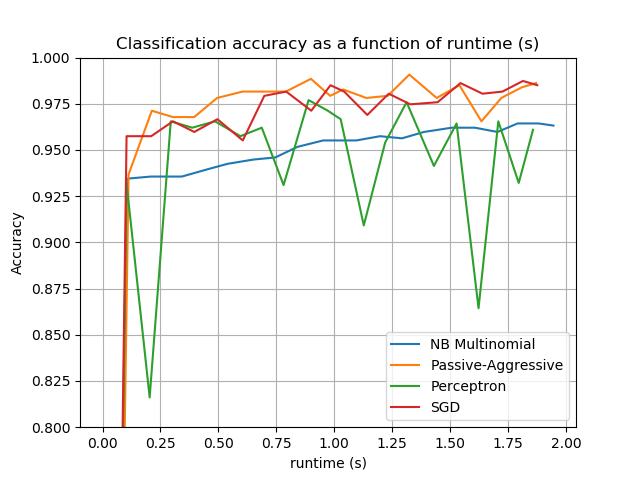 Classification accuracy as a function of runtime (s)
1.000
0.975
0.950
0.925
0.900
0.875
0.850
0.825
0.800
Accuracy
NB Multinomial
Passive-Aggressive
Perceptron
SGD
0.00 0.25 0.50 0.75 1.00 1.25 1.50 1.75 2.00
runtime (s)